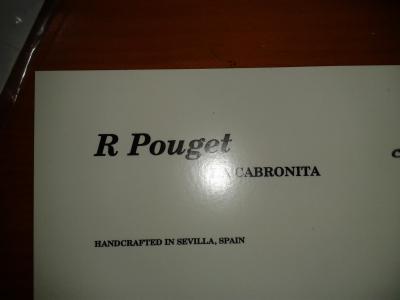 R Pouget
CABRONITA
HANDCRAFTED IN SEVILLA, SPAIN